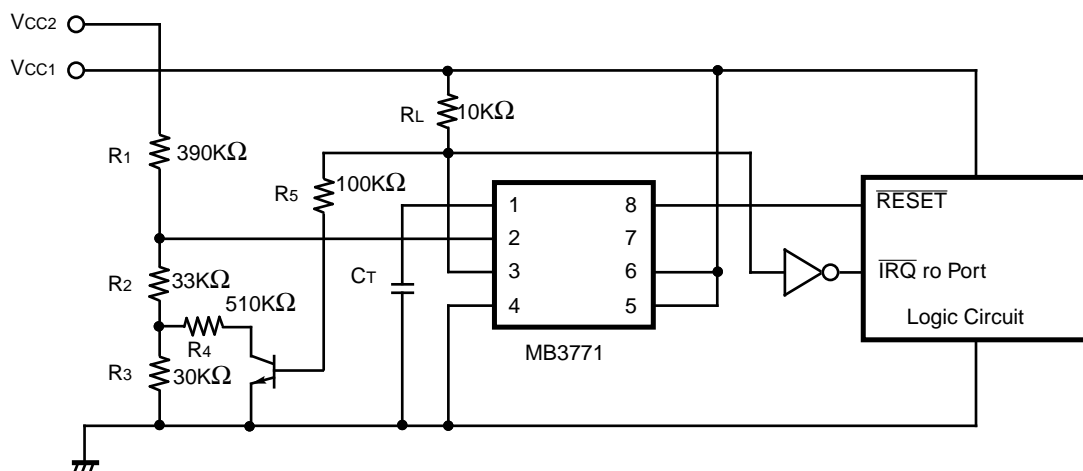 VCC2
VCC1
RL
10KΩ
R1
390KΩ
R5
100KΩ
1
2
3
4
8
7
6
5
MB3771
CT
RESET
IRQ ro Port
Logic Circuit
R2
33KΩ
510KΩ
R4
R3
30KΩ